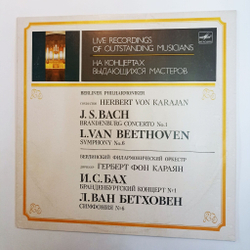 LIVE RECORDINGS
OF OUTSTANDING MUSICIANS
НА КОНЦЕРТАХ
ВЫДАЮЩИХСЯ МАСТЕРОВ
BERLINER PHILHARMONIKER
CONDUCTOR HERBERT VON KARAJAN
J. S. BACH
BRANDENBURG CONCERTO No.1
L. VAN BEETHOVEN
SYMPHONY No.6
БЕРЛИНСКИЙ ФИЛАРМОНИЧЕСКИЙ ОРКЕСТР
ДИРИЖЕР ГЕРБЕРТ ФОН КАРАЯН
И. С. БАХ
БРАНДЕНБУРГСКИЙ КОНЦЕРТ №1
Л. ВАН БЕТХОВЕН
СИМФОНИЯ №6